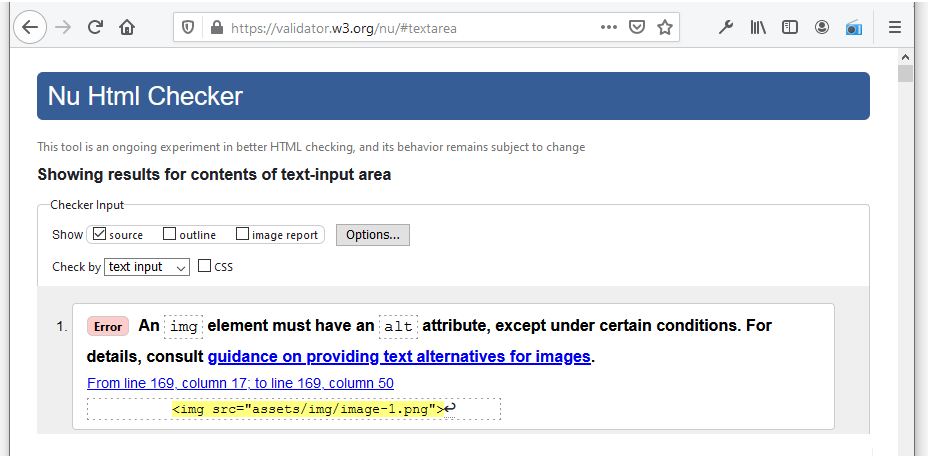 https://validator.w3.org/nu/#textarea
Nu Html Checker
This tool is an ongoing experiment in better HTML checking, and its behavior remains subject to change
Showing results for contents of text-input area
Checker Input
Show source outline image report Options...
Check by text input CSS
1. Error An img element must have an alt attribute, except under certain conditions. For
details, consult guidance on providing text alternatives for images.
From line 169, column 17; to line 169, column 50
<img src="assets/img/image-1.png">↩